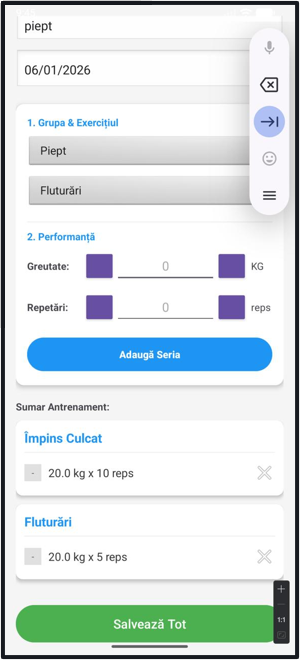 piept
06/01/2026
1. Grupa & Exercițiul
Piept
Fluturări
2. Performanță
Greutate: 0 KG
Repetări: 0 reps
Adaugă Seria
Sumar Antrenament:
Împins Culcat
- 20.0 kg x 10 reps
Fluturări
- 20.0 kg x 5 reps
1:1
Salvează Tot